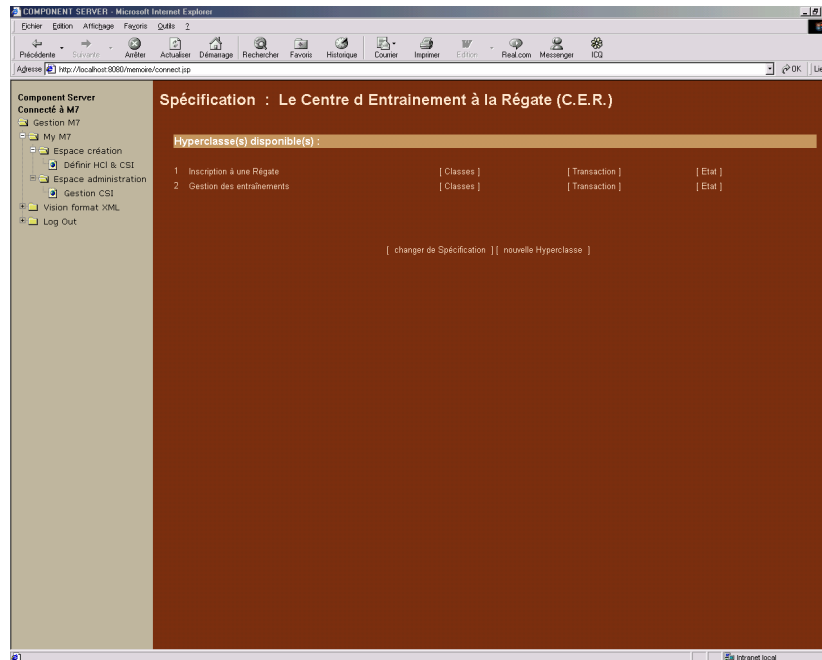 COMPONENT SERVER - Microsoft Internet Explorer
Fichier Edition Affichage Favoris Outils ?
Précédente Suivante Arrêter Actualiser Démarrage Rechercher Favoris Historique Courrier Imprimer Edition Real.com Messenger ICQ
Adresse http://localhost:8080/memoire/connect.jsp OK Lie
Component Server
Connecté à M7
Gestion M7
My M7
Espace création
Définir HCl & CSI
Espace administration
Gestion CSI
Vision format XML
Log Out
Spécification : Le Centre d Entrainement à la Régate (C.E.R.)
Hyperclasse(s) disponible(s) :
1 Inscription à une Régate [ Classes ] [ Transaction ] [ Etat ]
2 Gestion des entraînements [ Classes ] [ Transaction ] [ Etat ]
[ changer de Spécification ] [ nouvelle Hyperclasse ]
Intranet local